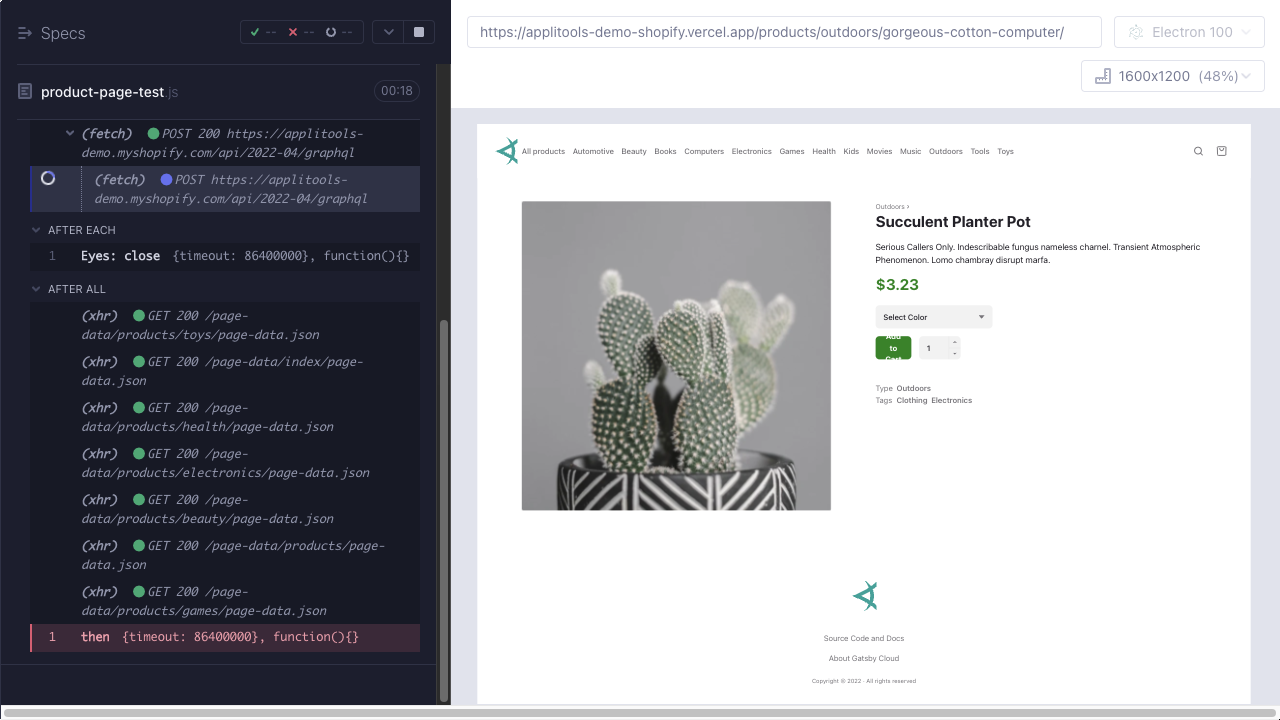 Specs
-- -- --
product-page-test.js
00:18
(fetch) POST 200 https://applitools-
demo.myshopify.com/api/2022-04/graphql
(fetch) POST https://applitools-
demo.myshopify.com/api/2022-04/graphql
AFTER EACH
1 Eyes: close {timeout: 86400000}, function(){}
AFTER ALL
(xhr) GET 200 /page-
data/products/toys/page-data.json
(xhr) GET 200 /page-data/index/page-
data.json
(xhr) GET 200 /page-
data/products/health/page-data.json
(xhr) GET 200 /page-
data/products/electronics/page-data.json
(xhr) GET 200 /page-
data/products/beauty/page-data.json
(xhr) GET 200 /page-data/products/page-
data.json
(xhr) GET 200 /page-
data/products/games/page-data.json
1 then {timeout: 86400000}, function(){}
https://applitools-demo-shopify.vercel.app/products/outdoors/gorgeous-cotton-computer/
Electron 100
1600x1200 (48%)
All products Automotive Beauty Books Computers Electronics Games Health Kids Movies Music Outdoors Tools Toys
Outdoors ›
Succulent Planter Pot
Serious Callers Only. Indescribable fungus nameless charnel. Transient Atmospheric
Phenomenon. Lomo chambray disrupt marfa.
$3.23
Select Color
Add
to
Cart
1
Type Outdoors
Tags Clothing Electronics
Source Code and Docs
About Gatsby Cloud
Copyright © 2022 · All rights reserved